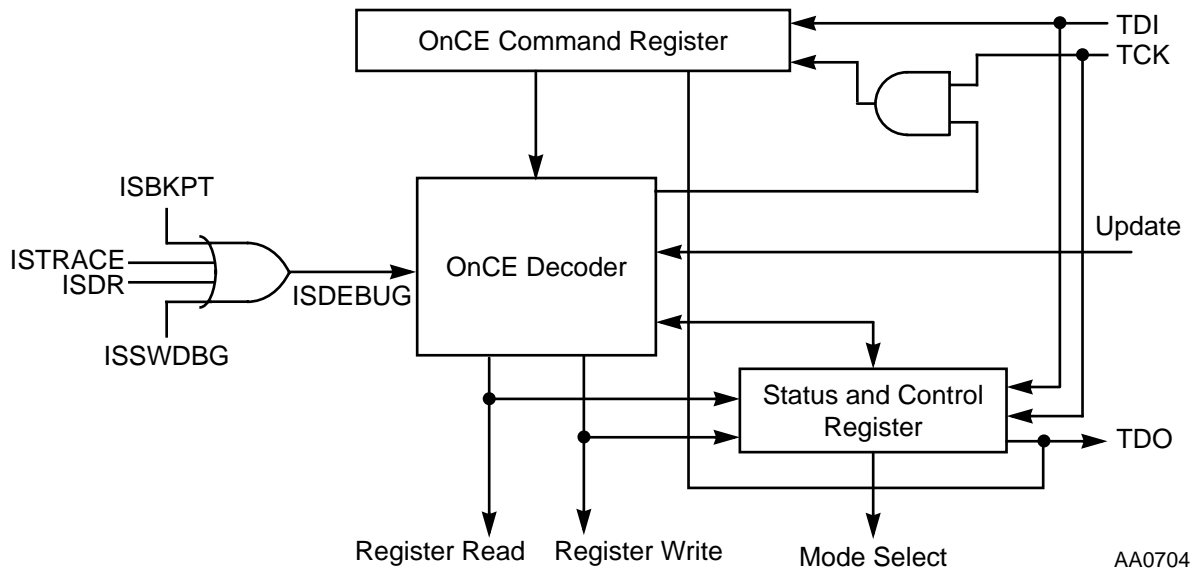 OnCE Command Register
TDI
TCK
ISBKPT
ISTRACE
ISDR
ISSWDBG
ISDEBUG
OnCE Decoder
Update
Status and Control
Register
TDO
Register Read
Register Write
Mode Select
AA0704